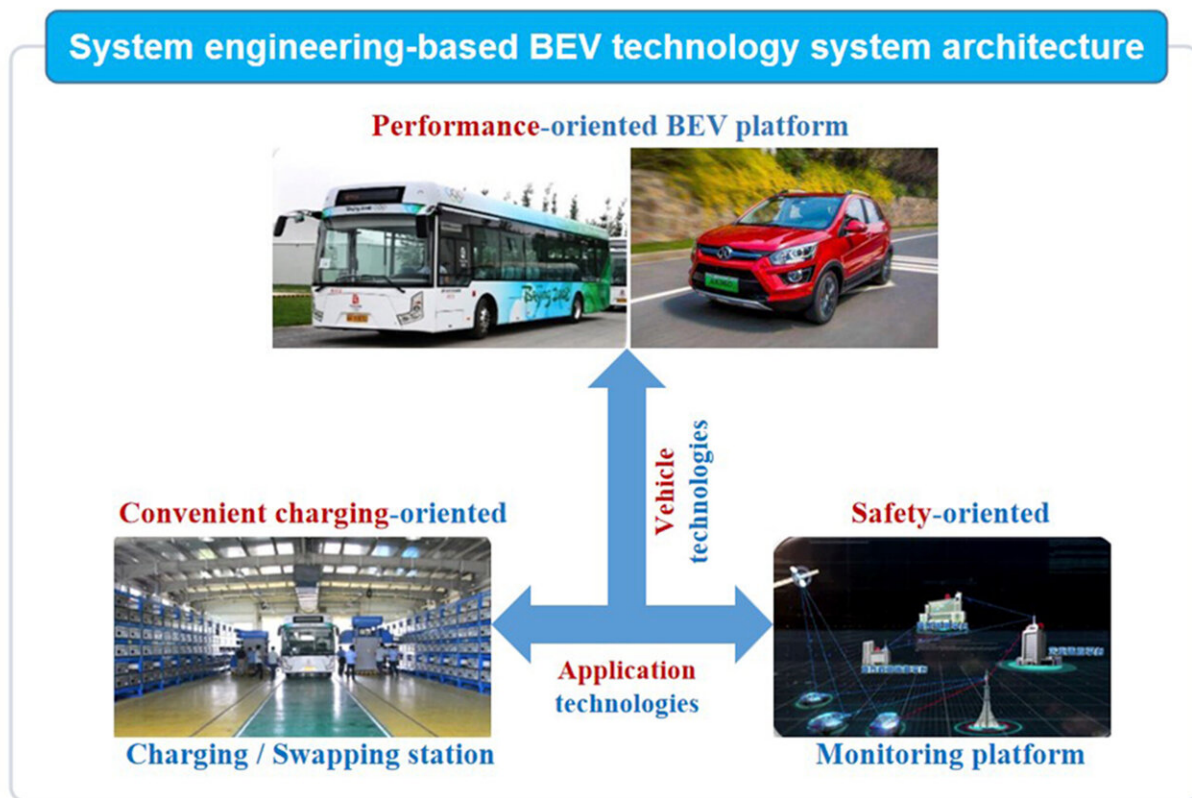 System engineering-based BEV technology system architecture
Performance-oriented BEV platform
Vehicle
technologies
Convenient charging-oriented
Safety-oriented
Application
technologies
Charging / Swapping station
Monitoring platform